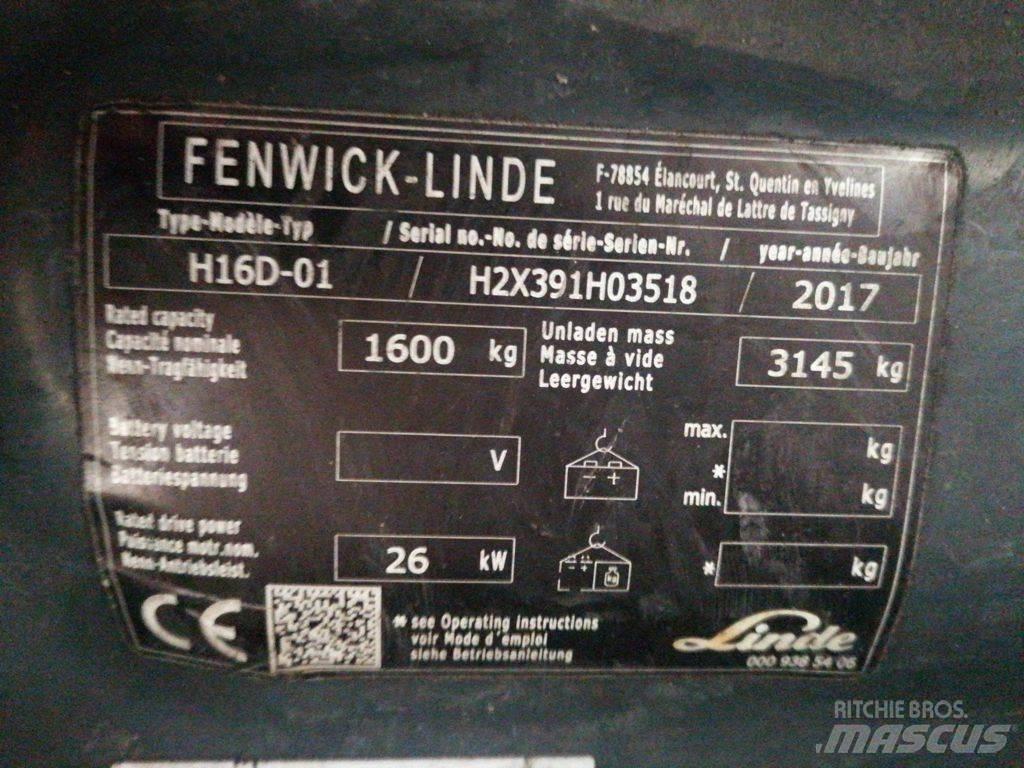 FENWICK-LINDE
F-78854 Élancourt, St. Quentin en Yvelines
1 rue du Maréchal de Lattre de Tassigny
Type-Modèle-Typ / Serial no.-No. de série-Serien-Nr. / year-année-Baujahr
H16D-01 / H2X391H03518 / 2017
Rated capacity
Capacité nominale
Nenn-Tragfähigkeit
1600 kg
Unladen mass
Masse à vide
Leergewicht
3145 kg
Battery voltage
Tension batterie
Batteriespannung
V
- +
max. kg
*
min. kg
Rated drive power
Puissance motr.nom.
Nenn-Antriebsleist.
26 kW
- +
* kg
CE
* see Operating Instructions
voir Mode d'emploi
siehe Betriebsanleitung
Linde
000 938 54 06
RITCHIE BROS.
MASCUS